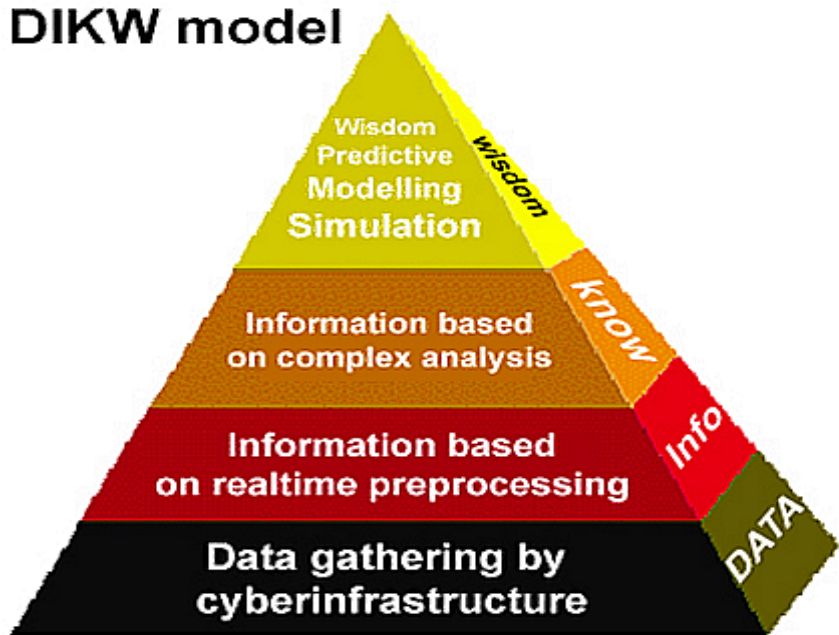 DIKW model
Wisdom
Predictive
Modelling
Simulation
wisdom
Information based
on complex analysis
know
Information based
on realtime preprocessing
Info
Data gathering by
cyberinfrastructure
DATA